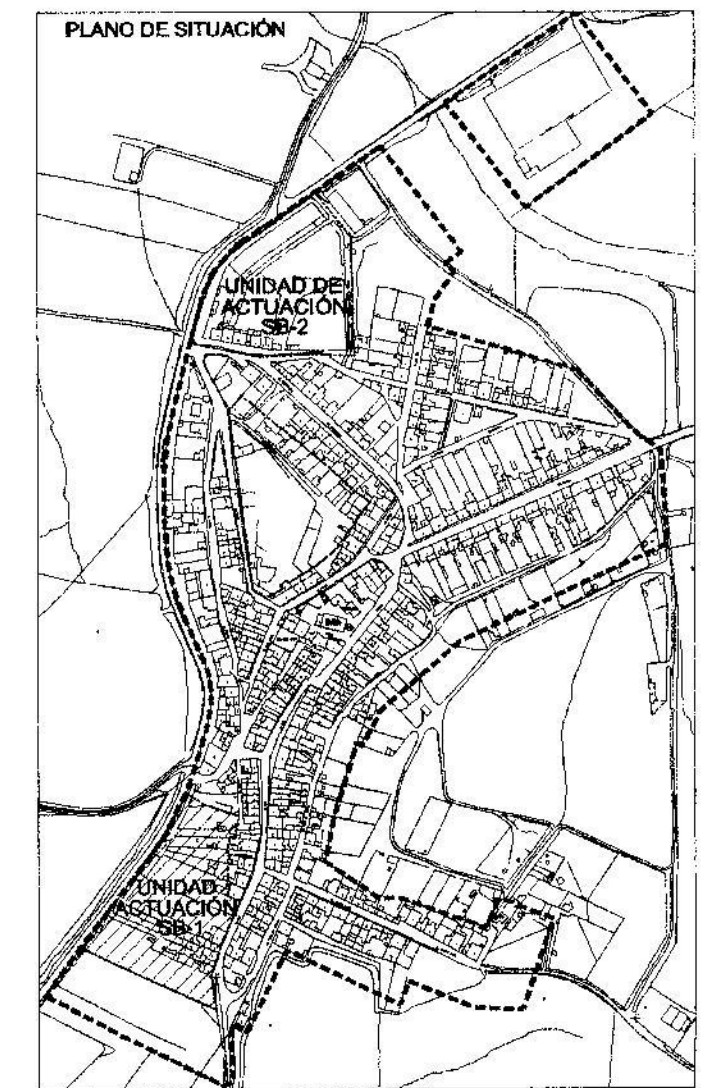 PLANO DE SITUACIÓN
UNIDAD DE
ACTUACIÓN
SB-2
UNIDAD
ACTUACIÓN
SB-1